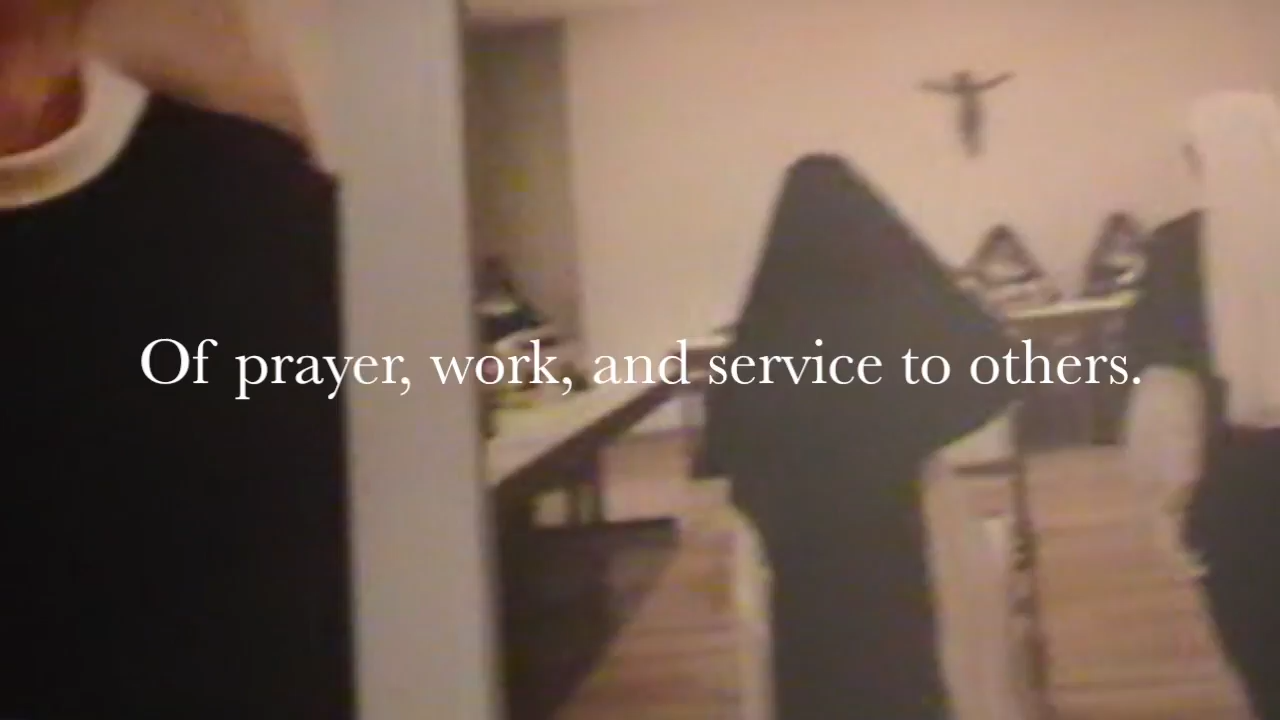 Of prayer, work, and service to others.